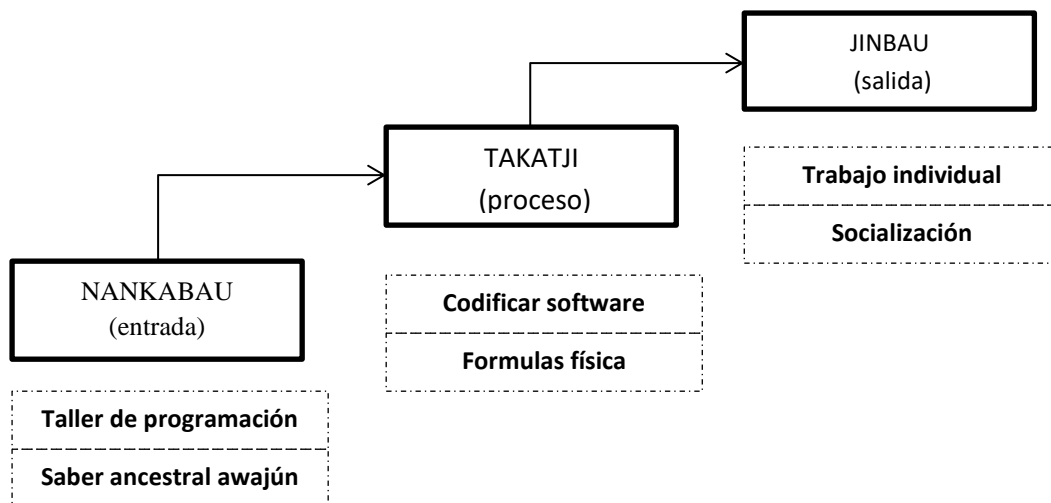 JINBAU
(salida)
TAKATJI
(proceso)
Trabajo individual
Socialización
NANKABAU
(entrada)
Codificar software
Formulas física
Taller de programación
Saber ancestral awajún